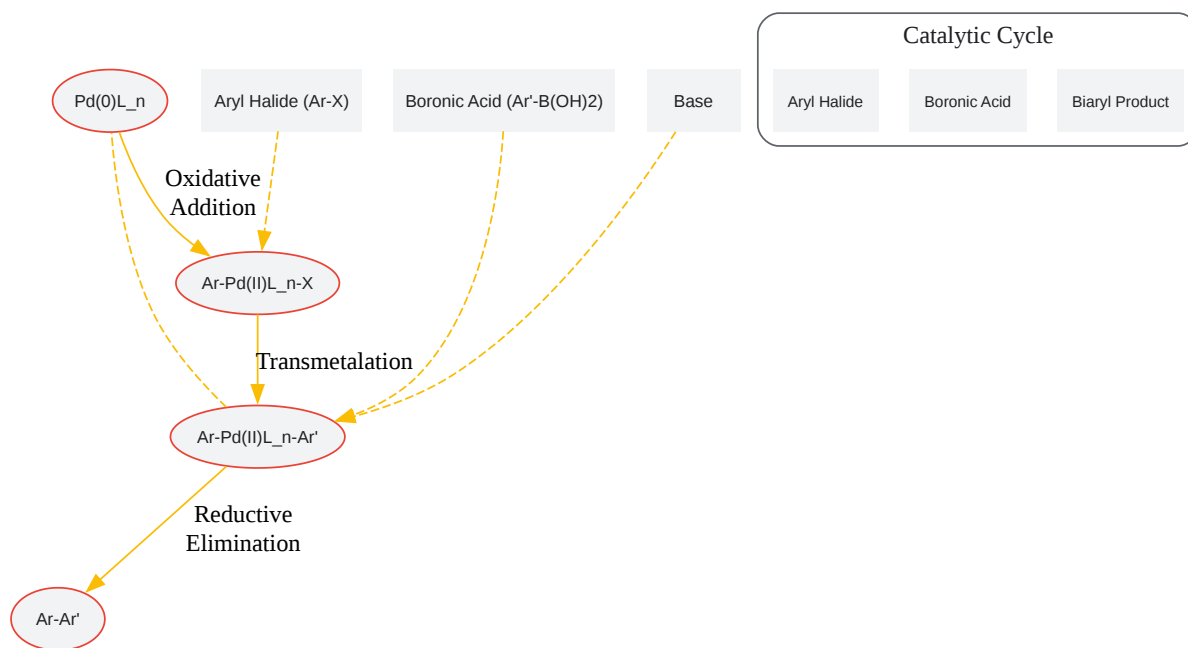 Catalytic Cycle
Pd(0)L_n
Aryl Halide (Ar-X)
Boronic Acid (Ar'-B(OH)2)
Base
Aryl Halide
Boronic Acid
Biaryl Product
Oxidative
Addition
Ar-Pd(II)L_n-X
Transmetalation
Ar-Pd(II)L_n-Ar'
Reductive
Elimination
Ar-Ar'